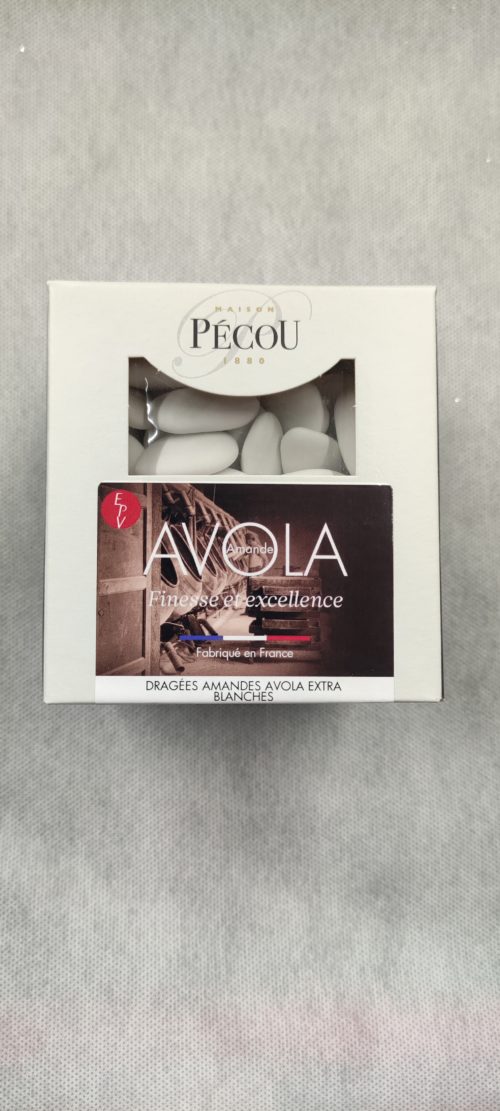 MAISON
PÉCOU
1880
EPV
AVOLA
Amande
Finesse et excellence
Fabriqué en France
DRAGÉES AMANDES AVOLA EXTRA
BLANCHES